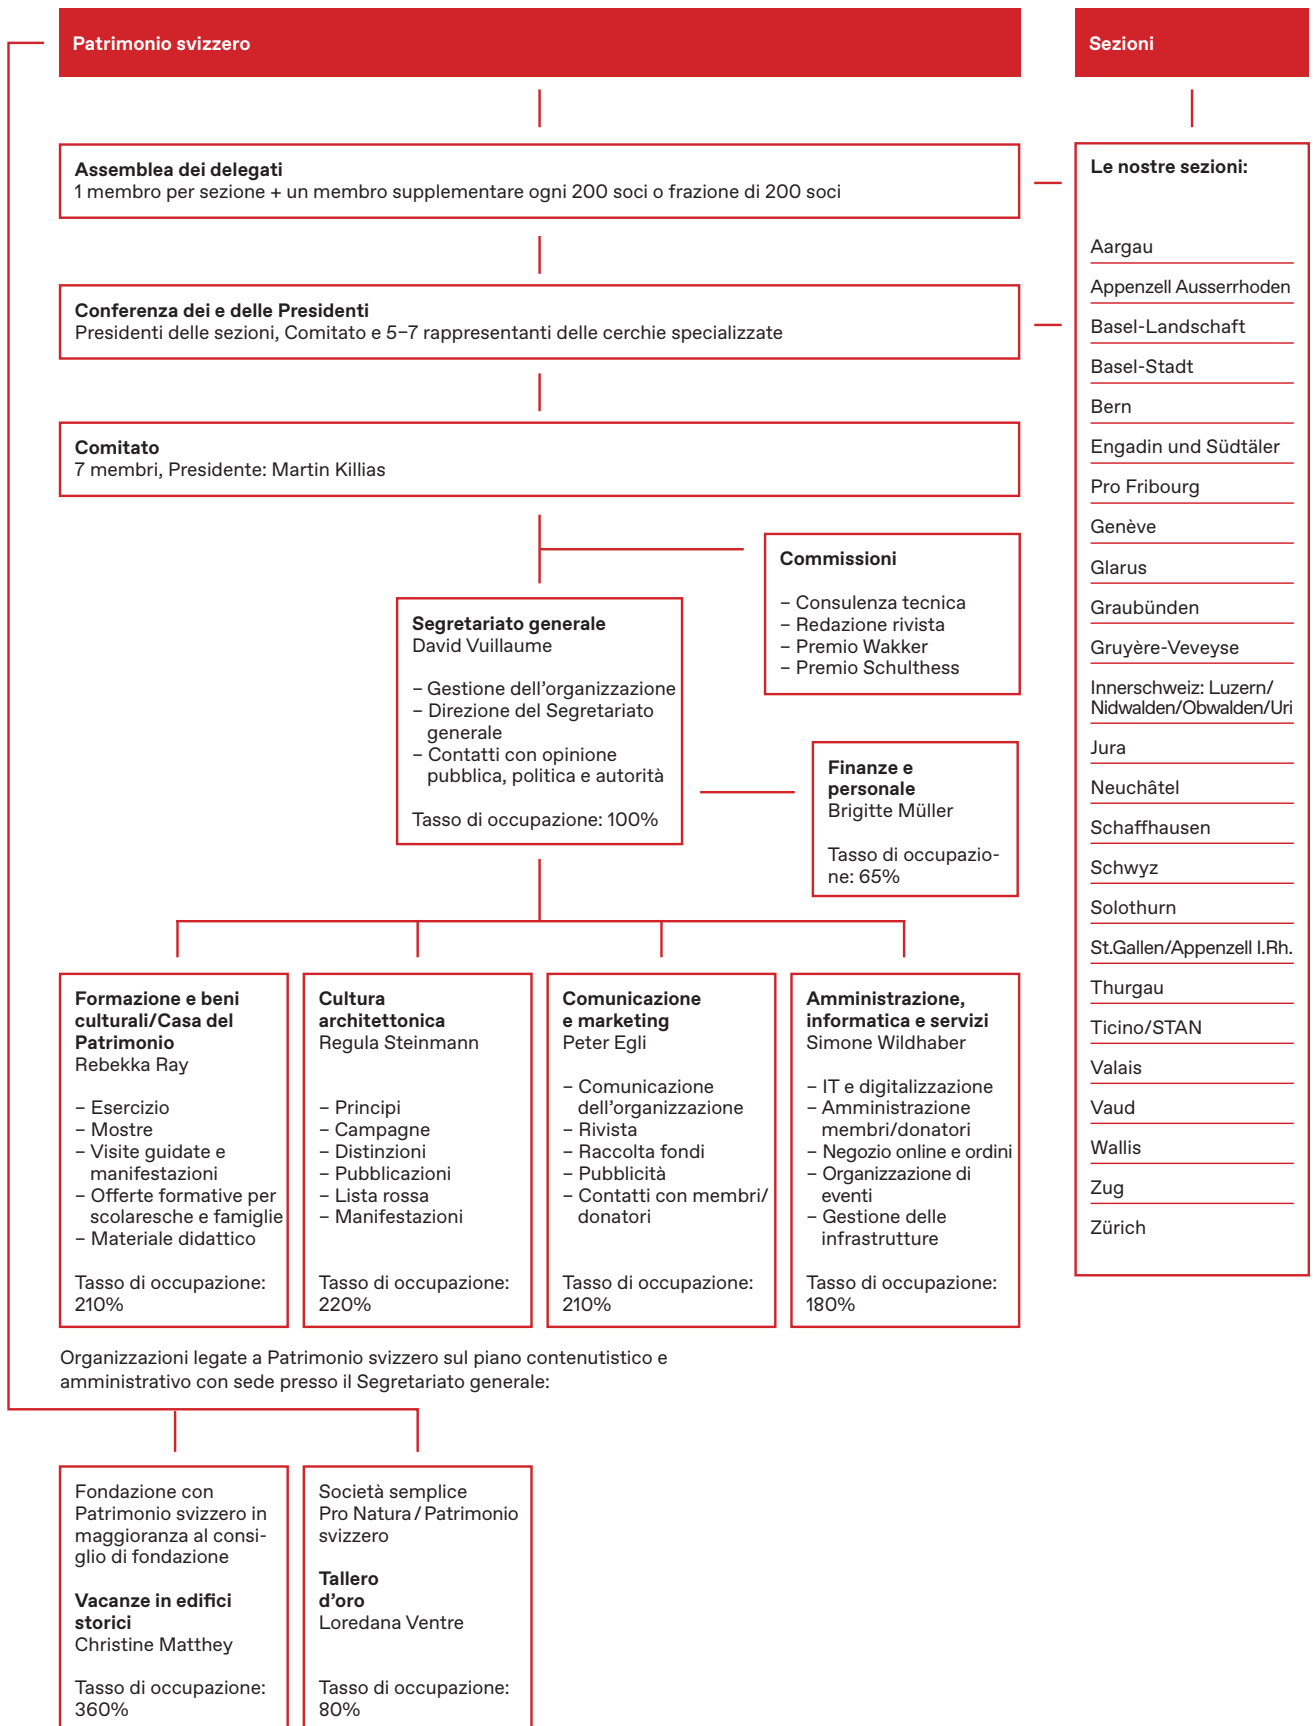 Patrimonio svizzero
Assemblea dei delegati
1 membro per sezione + un membro supplementare ogni 200 soci o frazione di 200 soci
Conferenza dei e delle Presidenti
Presidenti delle sezioni, Comitato e 5–7 rappresentanti delle cerchie specializzate
Comitato
7 membri, Presidente: Martin Killias
Commissioni
– Consulenza tecnica
– Redazione rivista
– Premio Wakker
– Premio Schulthess
Segretariato generale
David Vuillaume
– Gestione dell'organizzazione
– Direzione del Segretariato
generale
– Contatti con opinione
pubblica, politica e autorità
Tasso di occupazione: 100%
Finanze e
personale
Brigitte Müller
Tasso di occupazio-
ne: 65%
Formazione e beni
culturali/Casa del
Patrimonio
Rebekka Ray
– Esercizio
– Mostre
– Visite guidate e
manifestazioni
– Offerte formative per
scolaresche e famiglie
– Materiale didattico
Tasso di occupazione:
210%
Cultura
architettonica
Regula Steinmann
– Principi
– Campagne
– Distinzioni
– Pubblicazioni
– Lista rossa
– Manifestazioni
Tasso di occupazione:
220%
Comunicazione
e marketing
Peter Egli
– Comunicazione
dell'organizzazione
– Rivista
– Raccolta fondi
– Pubblicità
– Contatti con membri/
donatori
Tasso di occupazione:
210%
Amministrazione,
informatica e servizi
Simone Wildhaber
– IT e digitalizzazione
– Amministrazione
membri/donatori
– Negozio online e ordini
– Organizzazione di
eventi
– Gestione delle
infrastrutture
Tasso di occupazione:
180%
Organizzazioni legate a Patrimonio svizzero sul piano contenutistico e
amministrativo con sede presso il Segretariato generale:
Fondazione con
Patrimonio svizzero in
maggioranza al consi-
glio di fondazione
Vacanze in edifici
storici
Christine Matthey
Tasso di occupazione:
360%
Società semplice
Pro Natura / Patrimonio
svizzero
Tallero
d'oro
Loredana Ventre
Tasso di occupazione:
80%
Sezioni
Le nostre sezioni:
Aargau
Appenzell Ausserrhoden
Basel-Landschaft
Basel-Stadt
Bern
Engadin und Südtäler
Pro Fribourg
Genève
Glarus
Graubünden
Gruyère-Veveyse
Innerschweiz: Luzern/
Nidwalden/Obwalden/Uri
Jura
Neuchâtel
Schaffhausen
Schwyz
Solothurn
St.Gallen/Appenzell I.Rh.
Thurgau
Ticino/STAN
Valais
Vaud
Wallis
Zug
Zürich